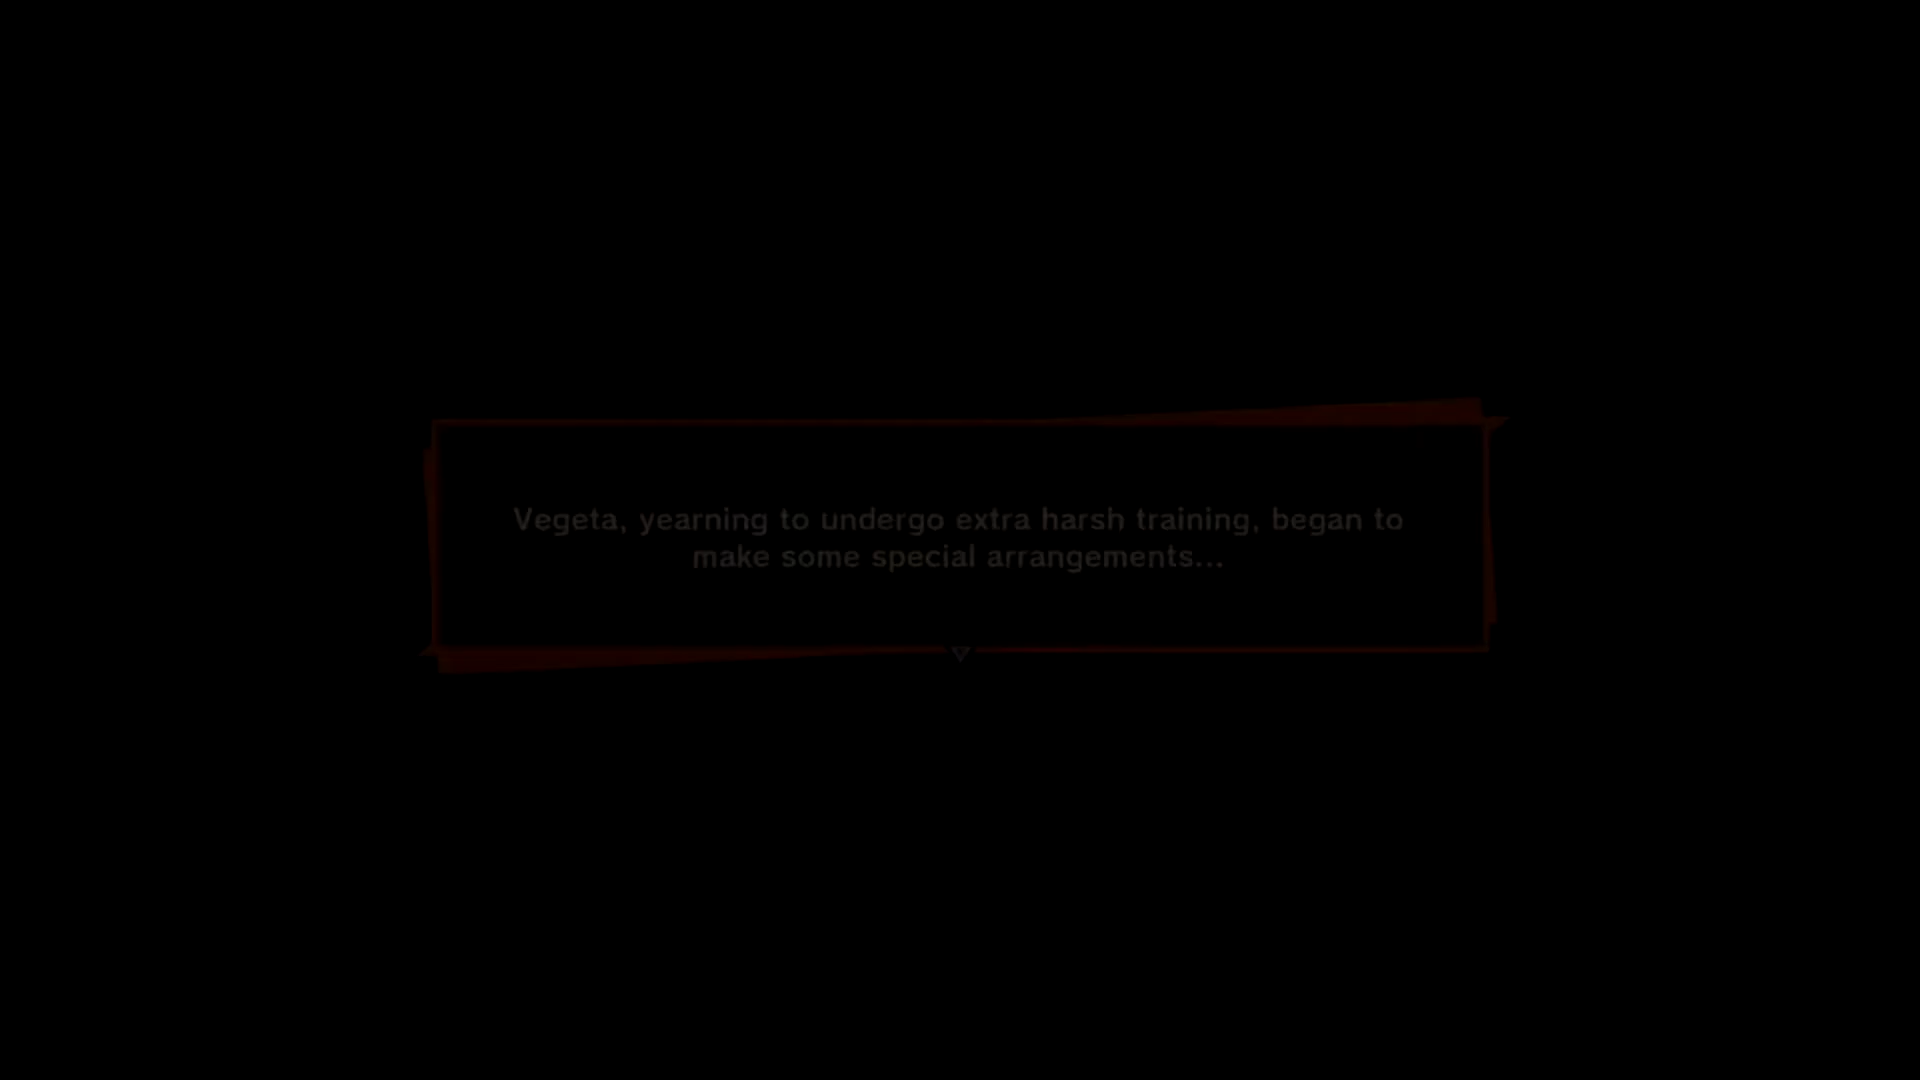 Vegeta, yearning to undergo extra harsh training, began to
make some special arrangements...